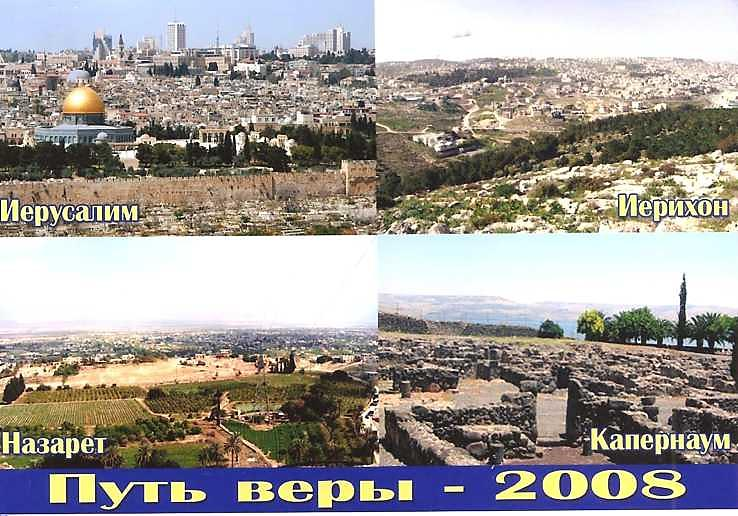 Иерусалим
Иерихон
Назарет
Капернаум
Путь веры - 2008